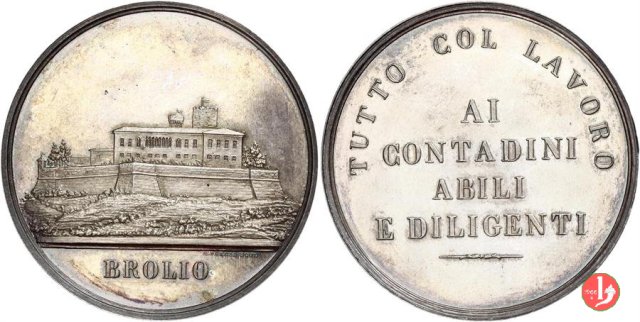 BROLIO
TUTTO COL LAVORO
AI
CONTADINI
ABILI
E DILIGENTI